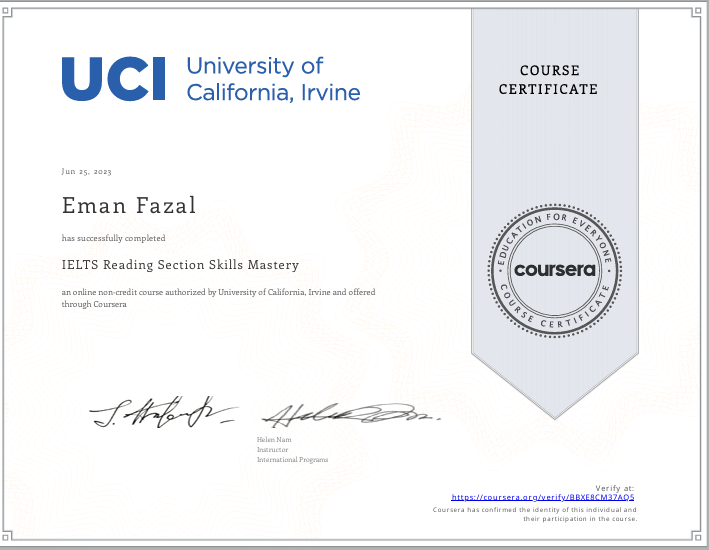 UCI University of
California, Irvine
COURSE
CERTIFICATE
Jun 25, 2023
Eman Fazal
has successfully completed
IELTS Reading Section Skills Mastery
an online non-credit course authorized by University of California, Irvine and offered
through Coursera
EDUCATION FOR EVERYONE
coursera
COURSE CERTIFICATE
Helen Nam
Instructor
International Programs
Verify at:
https://coursera.org/verify/BBXE8CM37AQ5
Coursera has confirmed the identity of this individual and
their participation in the course.